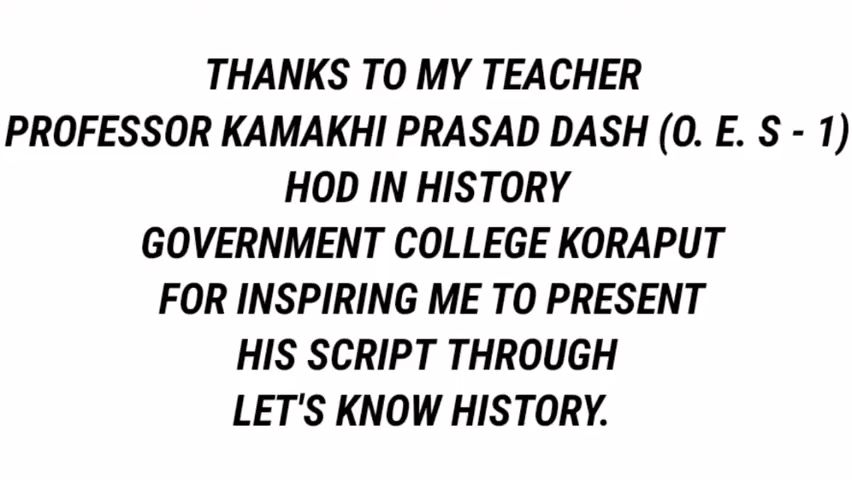 THANKS TO MY TEACHER
PROFESSOR KAMAKHI PRASAD DASH (O. E. S - 1)
HOD IN HISTORY
GOVERNMENT COLLEGE KORAPUT
FOR INSPIRING ME TO PRESENT
HIS SCRIPT THROUGH
LET'S KNOW HISTORY.